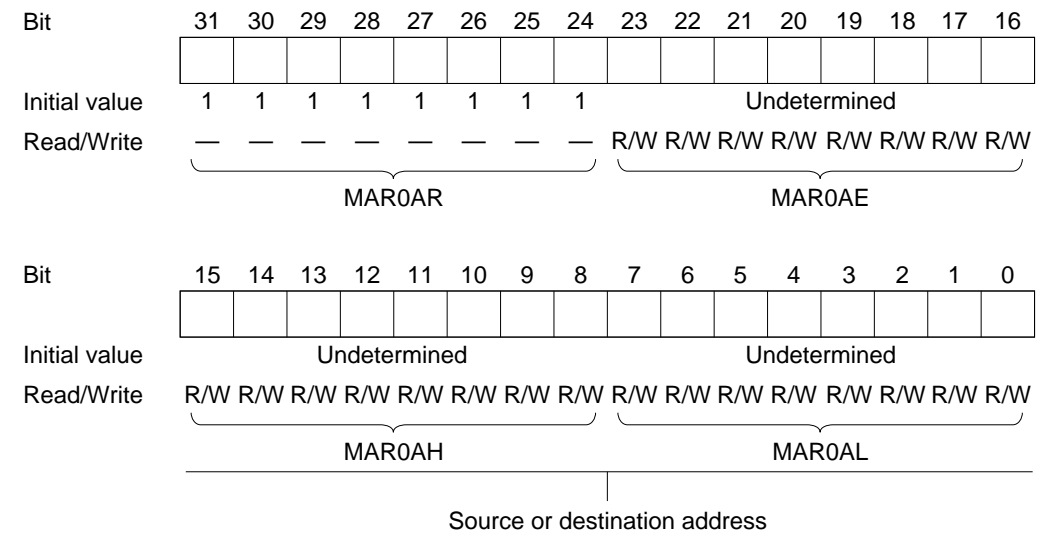 Bit 31 30 29 28 27 26 25 24 23 22 21 20 19 18 17 16
Initial value 1 1 1 1 1 1 1 1 Undetermined
Read/Write — — — — — — — — R/W R/W R/W R/W R/W R/W R/W R/W
MAR0AR MAR0AE
Bit 15 14 13 12 11 10 9 8 7 6 5 4 3 2 1 0
Initial value Undetermined Undetermined
Read/Write R/W R/W R/W R/W R/W R/W R/W R/W R/W R/W R/W R/W R/W R/W R/W R/W
MAR0AH MAR0AL
Source or destination address